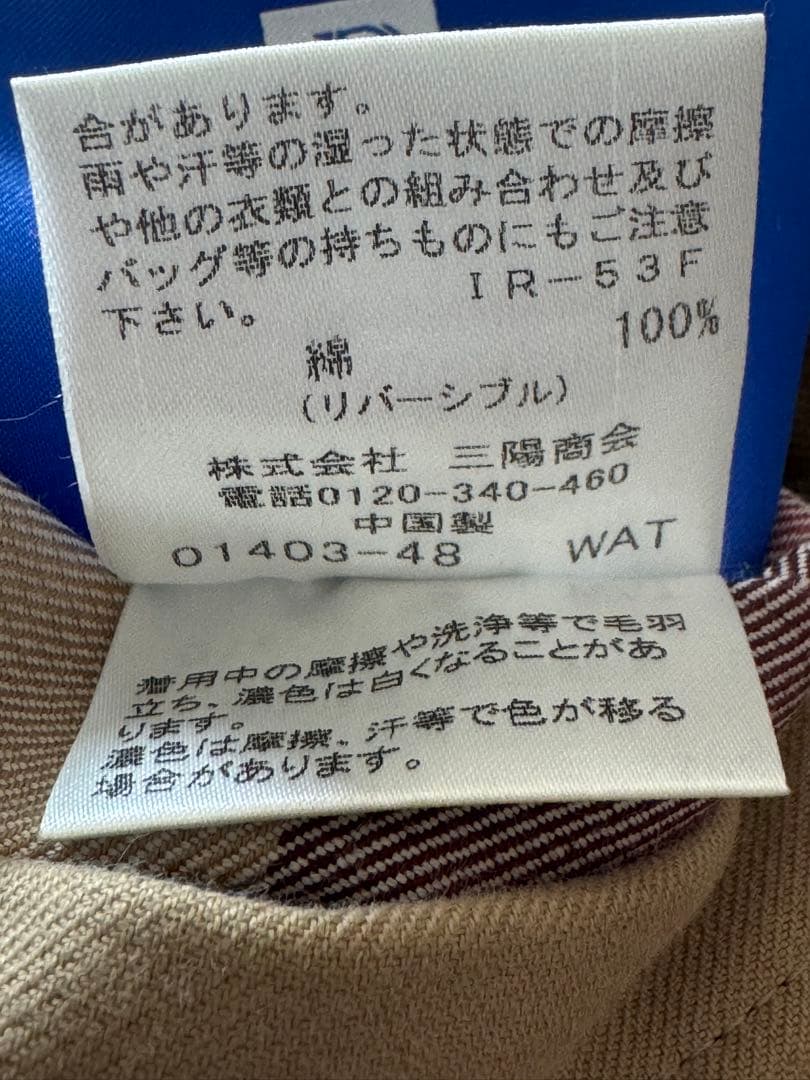 合があります。
雨や汗等の湿った状態での摩擦
や他の衣類との組み合わせ及び
バッグ等の持ちものにもご注意
下さい。
IR-53F
綿 100%
(リバーシブル)
株式会社 三陽商会
電話0120-340-460
中国製
01403-48 WAT
着用中の摩擦や洗浄等で毛羽
立ち、濃色は白くなることがあ
ります。
濃色は摩擦、汗等で色が移る
場合があります。